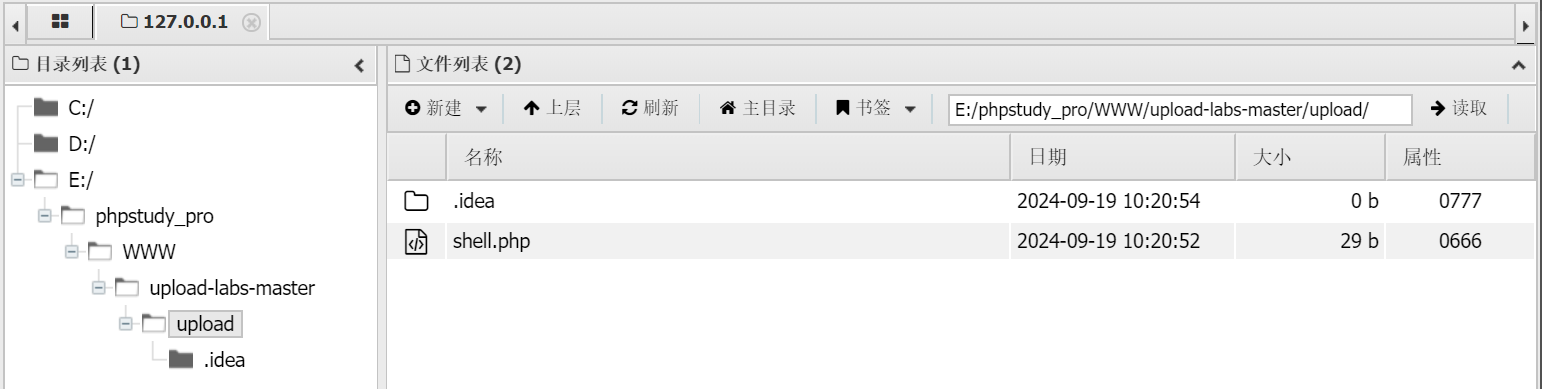 127.0.0.1
目录列表 (1)
文件列表 (2)
新建 上层 刷新 主目录 书签 E:/phpstudy_pro/WWW/upload-labs-master/upload/ 读取
C:/
D:/
E:/
phpstudy_pro
WWW
upload-labs-master
upload
.idea
名称 日期 大小 属性
.idea 2024-09-19 10:20:54 0 b 0777
shell.php 2024-09-19 10:20:52 29 b 0666